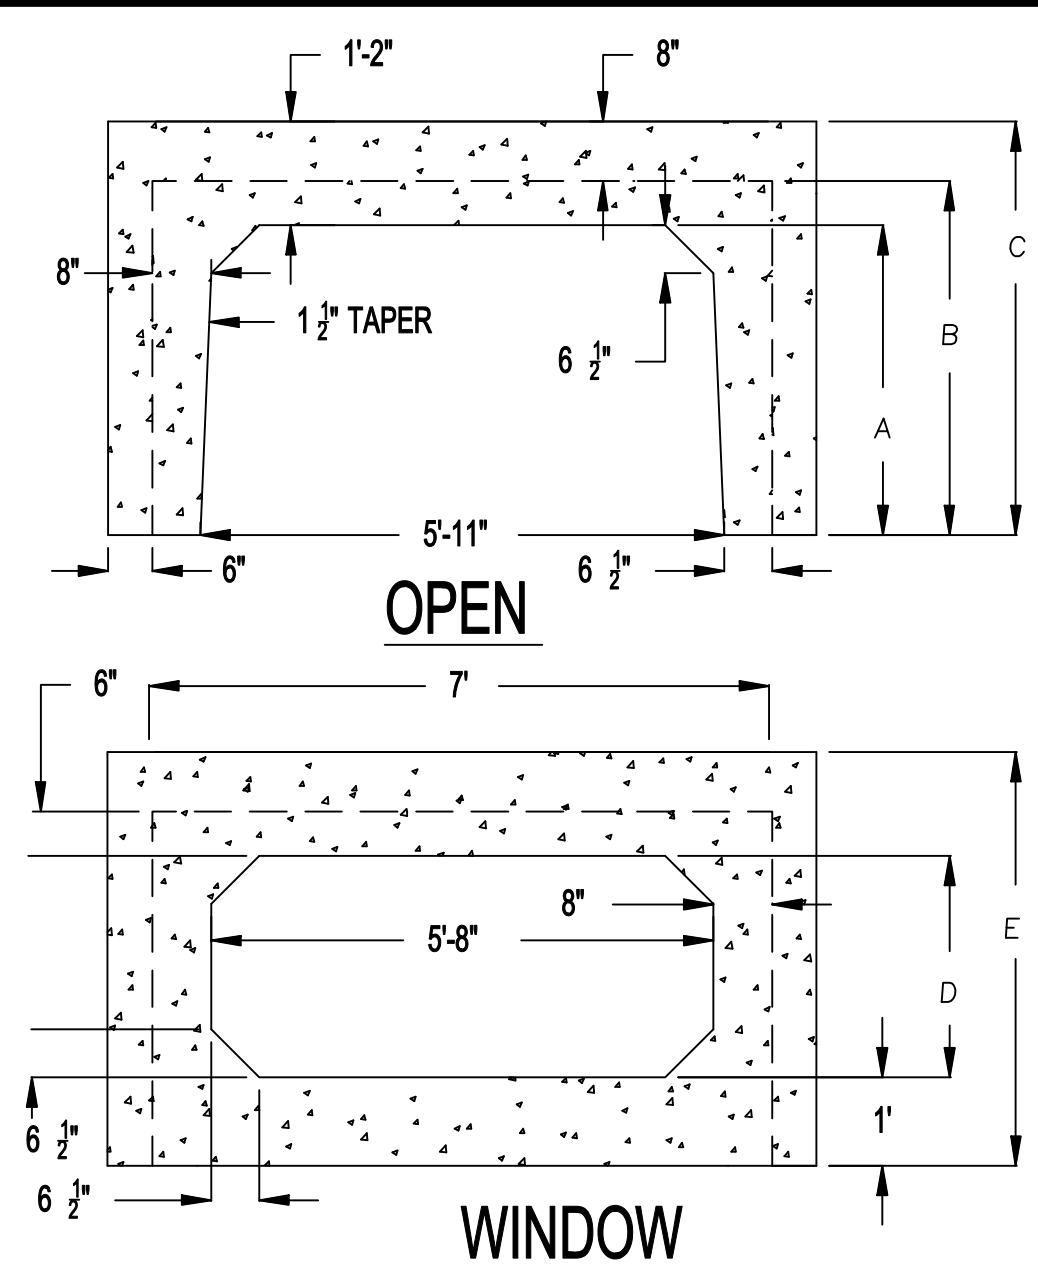 1'-2" 8"
C
8"
1 1/2" TAPER
B
6 1/2"
A
5'-11"
6" 6 1/2"
OPEN
6" 7'
8"
E
5'-8"
D
1'
6 1/2"
6 1/2"
WINDOW